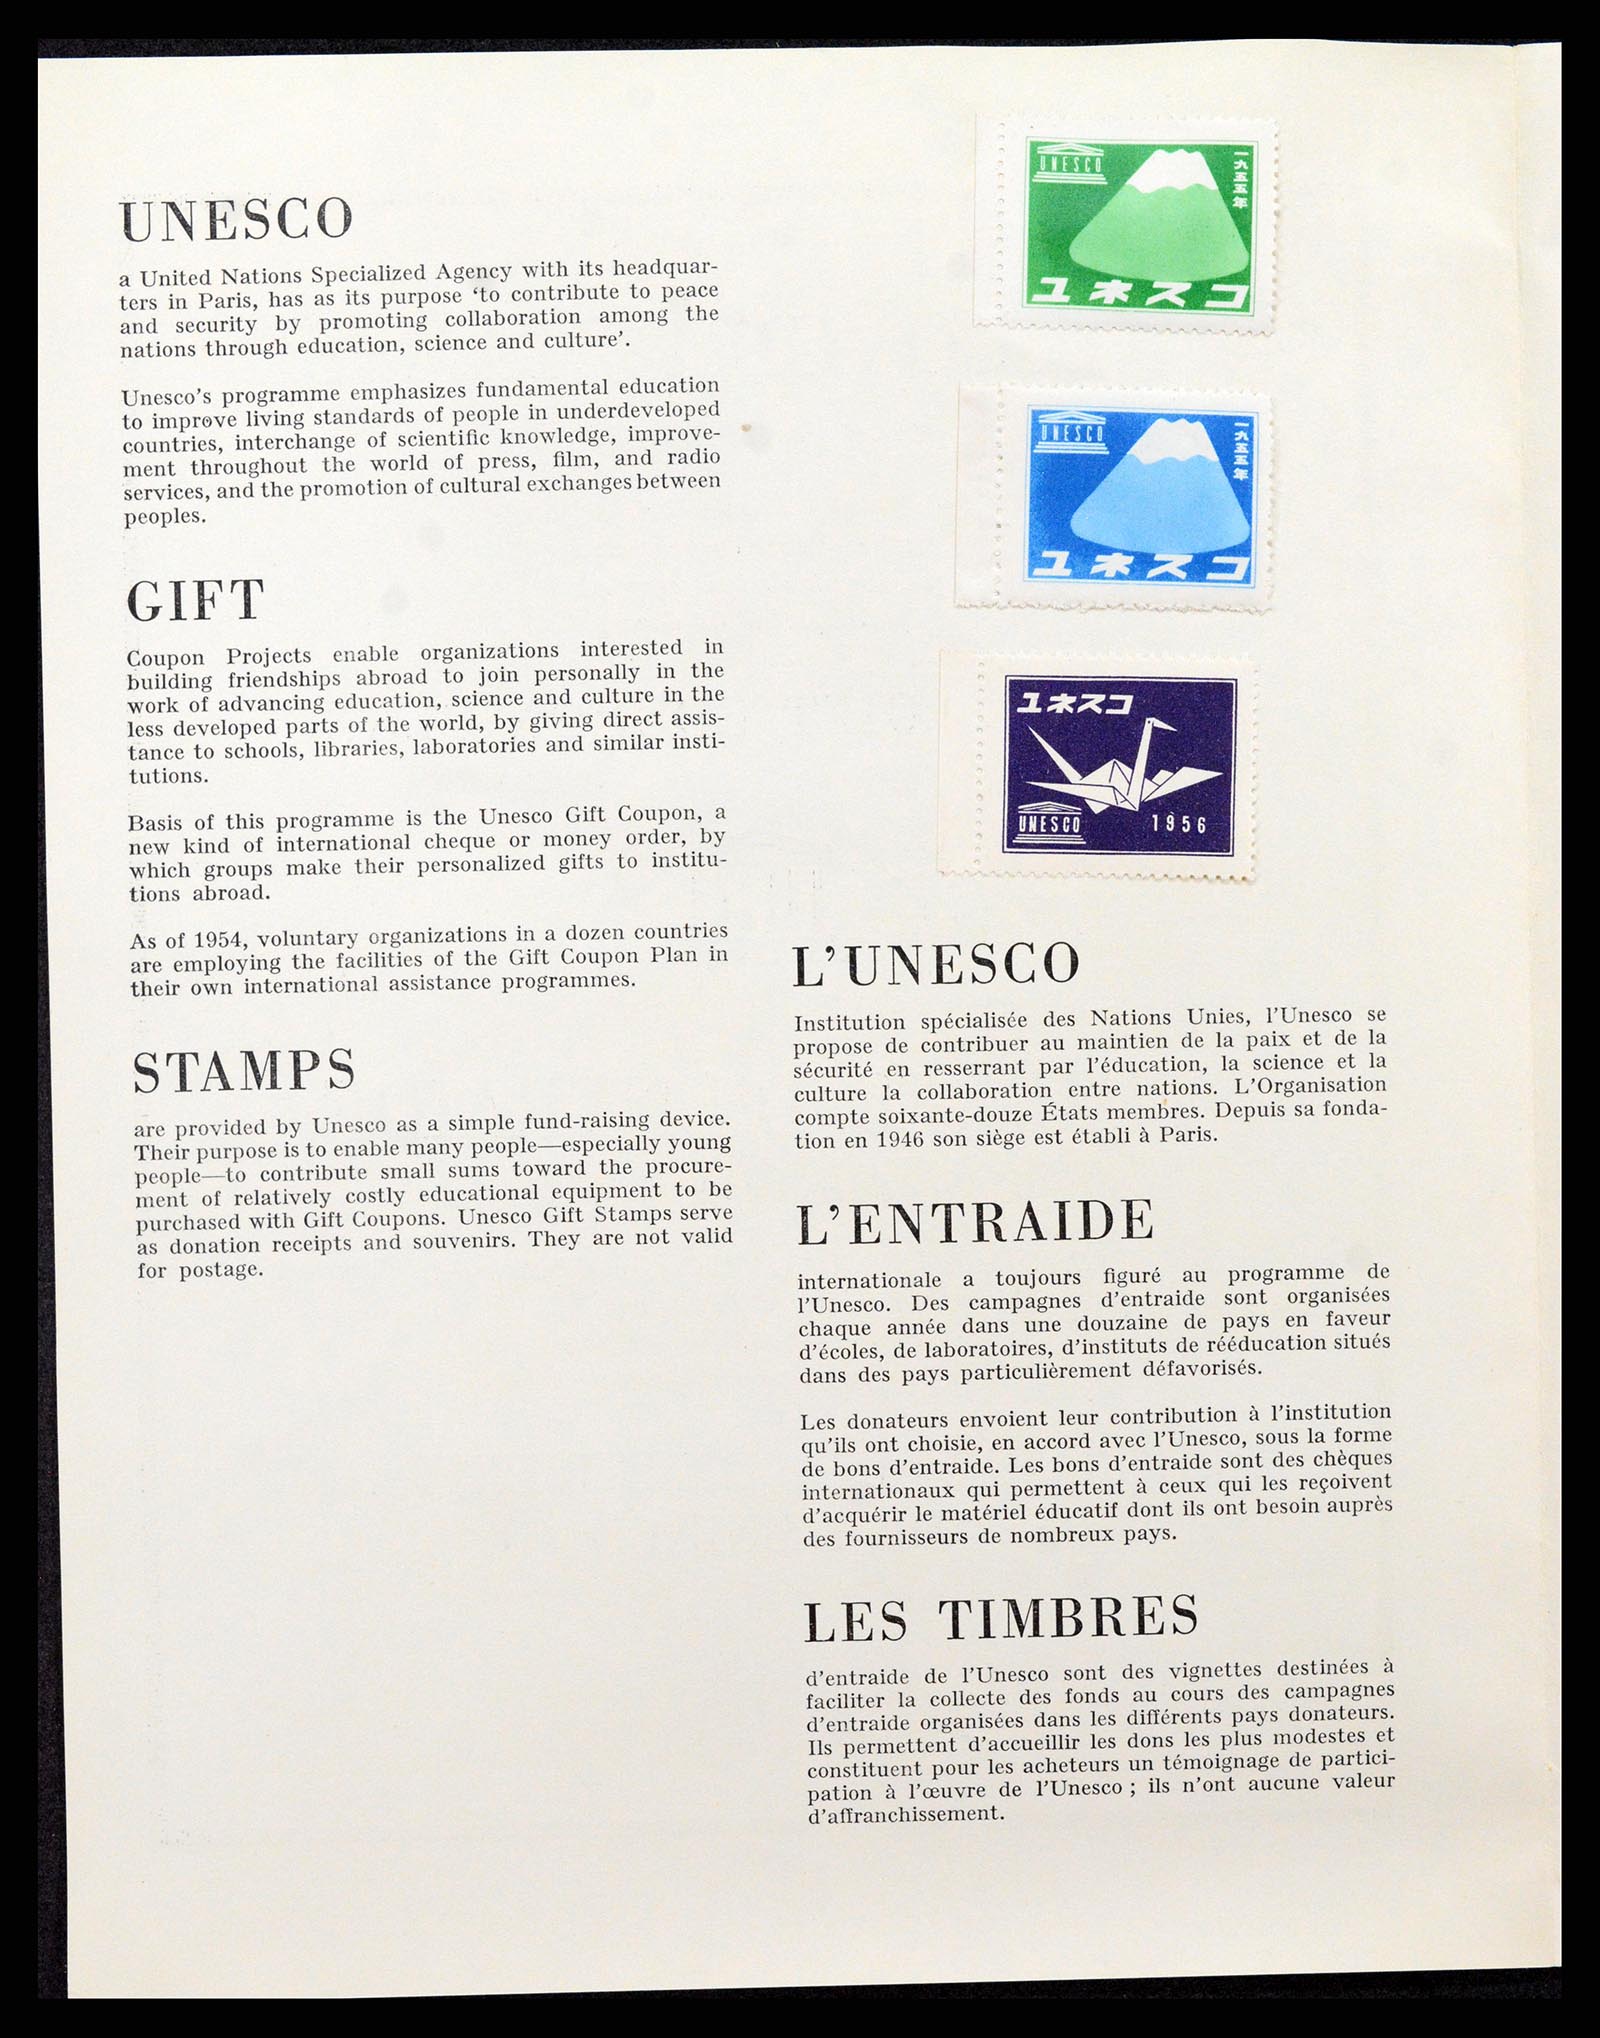 UNESCO
a United Nations Specialized Agency with its headquar-
ters in Paris, has as its purpose ‘to contribute to peace
and security by promoting collaboration among the
nations through education, science and culture’.
Unesco’s programme emphasizes fundamental education
to improve living standards of people in underdeveloped
countries, interchange of scientific knowledge, improve-
ment throughout the world of press, film, and radio
services, and the promotion of cultural exchanges between
peoples.
GIFT
Coupon Projects enable organizations interested in
building friendships abroad to join personally in the
work of advancing education, science and culture in the
less developed parts of the world, by giving direct assis-
tance to schools, libraries, laboratories and similar insti-
tutions.
Basis of this programme is the Unesco Gift Coupon, a
new kind of international cheque or money order, by
which groups make their personalized gifts to institu-
tions abroad.
As of 1954, voluntary organizations in a dozen countries
are employing the facilities of the Gift Coupon Plan in
their own international assistance programmes.
STAMPS
are provided by Unesco as a simple fund-raising device.
Their purpose is to enable many people—especially young
people—to contribute small sums toward the procure-
ment of relatively costly educational equipment to be
purchased with Gift Coupons. Unesco Gift Stamps serve
as donation receipts and souvenirs. They are not valid
for postage.
UNESCO
一九五五年
ユネスコ
UNESCO
一九五五年
ユネスコ
ユネスコ
UNESCO
1956
L’UNESCO
Institution spécialisée des Nations Unies, l’Unesco se
propose de contribuer au maintien de la paix et de la
sécurité en resserrant par l’éducation, la science et la
culture la collaboration entre nations. L’Organisation
compte soixante-douze États membres. Depuis sa fonda-
tion en 1946 son siège est établi à Paris.
L’ENTRAIDE
internationale a toujours figuré au programme de
l’Unesco. Des campagnes d’entraide sont organisées
chaque année dans une douzaine de pays en faveur
d’écoles, de laboratoires, d’instituts de rééducation situés
dans des pays particulièrement défavorisés.
Les donateurs envoient leur contribution à l’institution
qu’ils ont choisie, en accord avec l’Unesco, sous la forme
de bons d’entraide. Les bons d’entraide sont des chèques
internationaux qui permettent à ceux qui les reçoivent
d’acquérir le matériel éducatif dont ils ont besoin auprès
des fournisseurs de nombreux pays.
LES TIMBRES
d’entraide de l’Unesco sont des vignettes destinées à
faciliter la collecte des fonds au cours des campagnes
d’entraide organisées dans les différents pays donateurs.
Ils permettent d’accueillir les dons les plus modestes et
constituent pour les acheteurs un témoignage de partici-
pation à l’œuvre de l’Unesco ; ils n’ont aucune valeur
d’affranchissement.